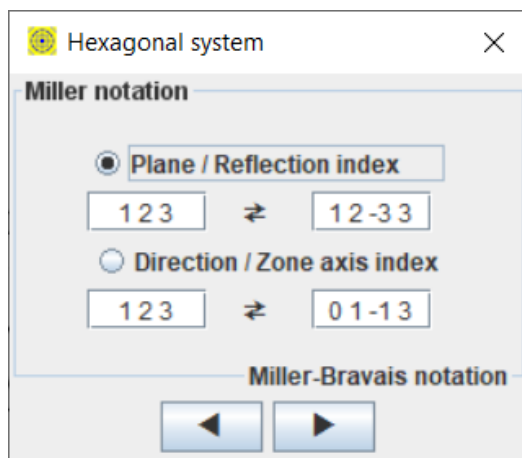 Hexagonal system
Miller notation
Plane / Reflection index
1 2 3 ⇄ 1 2 -3 3
Direction / Zone axis index
1 2 3 ⇄ 0 1 -1 3
Miller-Bravais notation